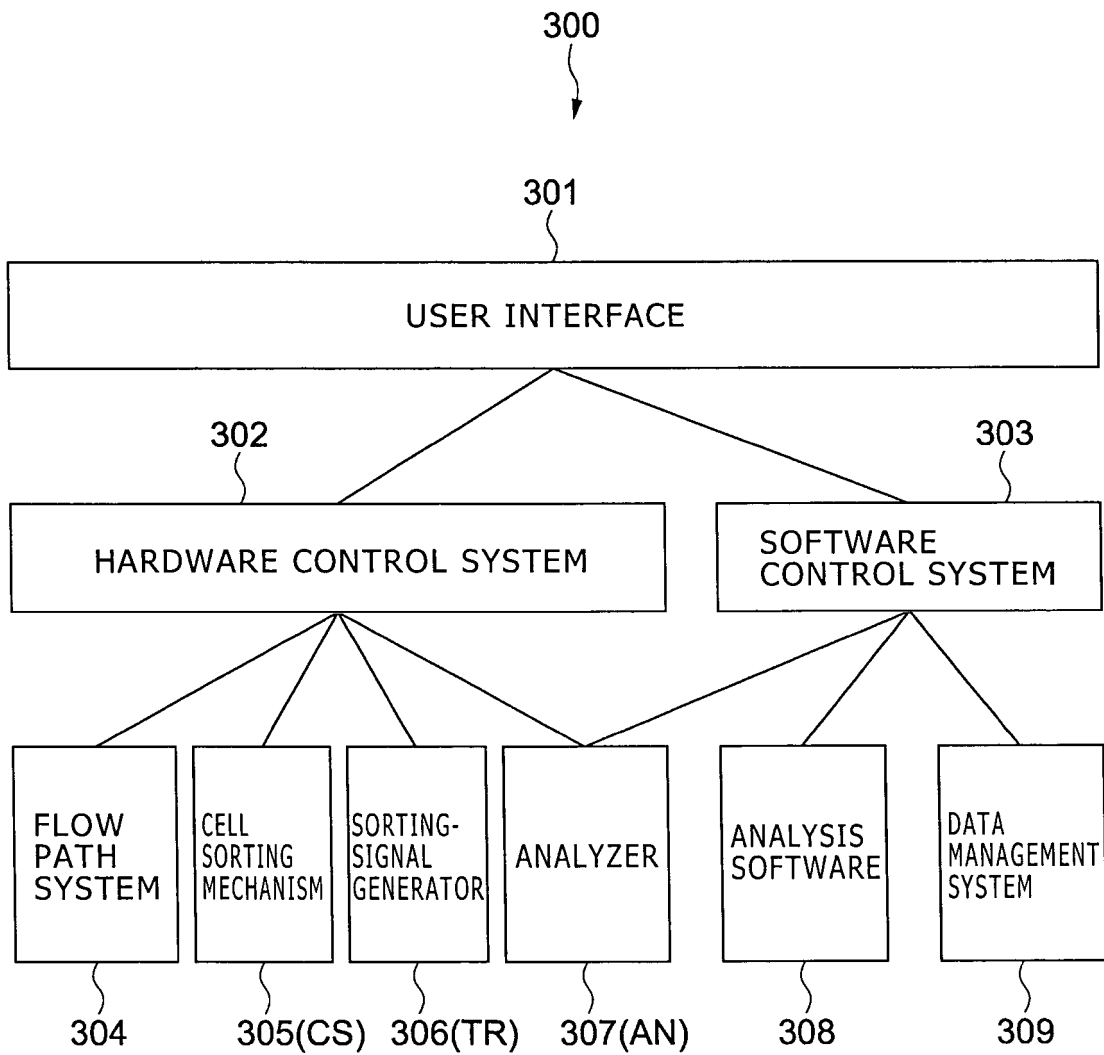 300
301
USER INTERFACE
302
303
HARDWARE CONTROL SYSTEM
SOFTWARE
CONTROL SYSTEM
FLOW
PATH
SYSTEM
CELL
SORTING
MECHANISM
SORTING-
SIGNAL
GENERATOR
ANALYZER
ANALYSIS
SOFTWARE
DATA
MANAGEMENT
SYSTEM
304
305(CS)
306(TR)
307(AN)
308
309